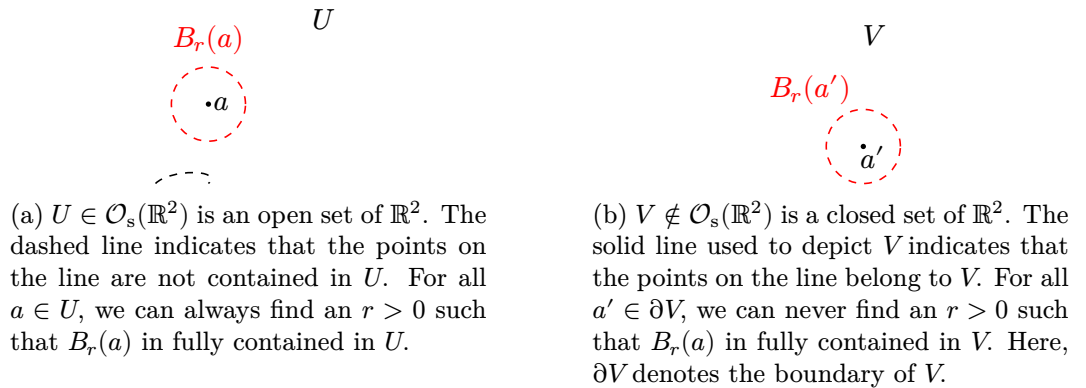 U
B_r(a)
a
(a) U ∈ 𝒪_s(ℝ²) is an open set of ℝ². The
dashed line indicates that the points on
the line are not contained in U. For all
a ∈ U, we can always find an r > 0 such
that B_r(a) in fully contained in U.
V
B_r(a′)
a′
(b) V ∉ 𝒪_s(ℝ²) is a closed set of ℝ². The
solid line used to depict V indicates that
the points on the line belong to V. For all
a′ ∈ ∂V, we can never find an r > 0 such
that B_r(a) in fully contained in V. Here,
∂V denotes the boundary of V.